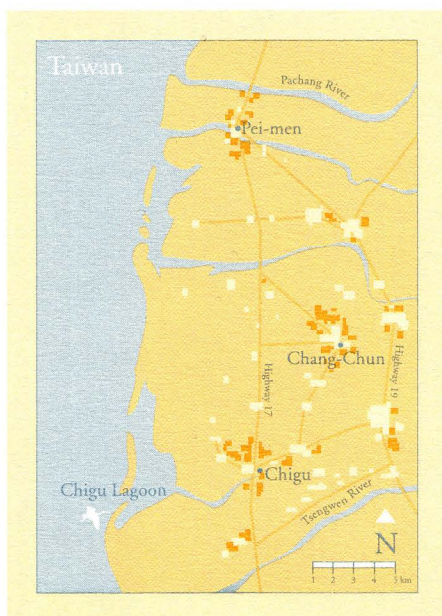 Taiwan
Pachang River
Pei-men
Chang-Chun
Highway 17
Highway 19
Chigu
Chigu Lagoon
Tsengwen River
N
1 2 3 4 5 km